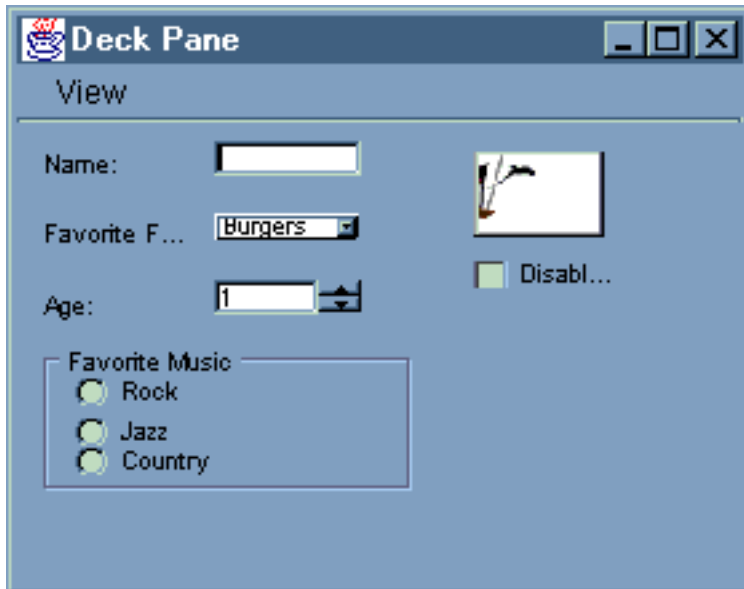 Deck Pane
View
Name:
Favorite F...
Burgers
Age:
1
Disabl...
Favorite Music
Rock
Jazz
Country